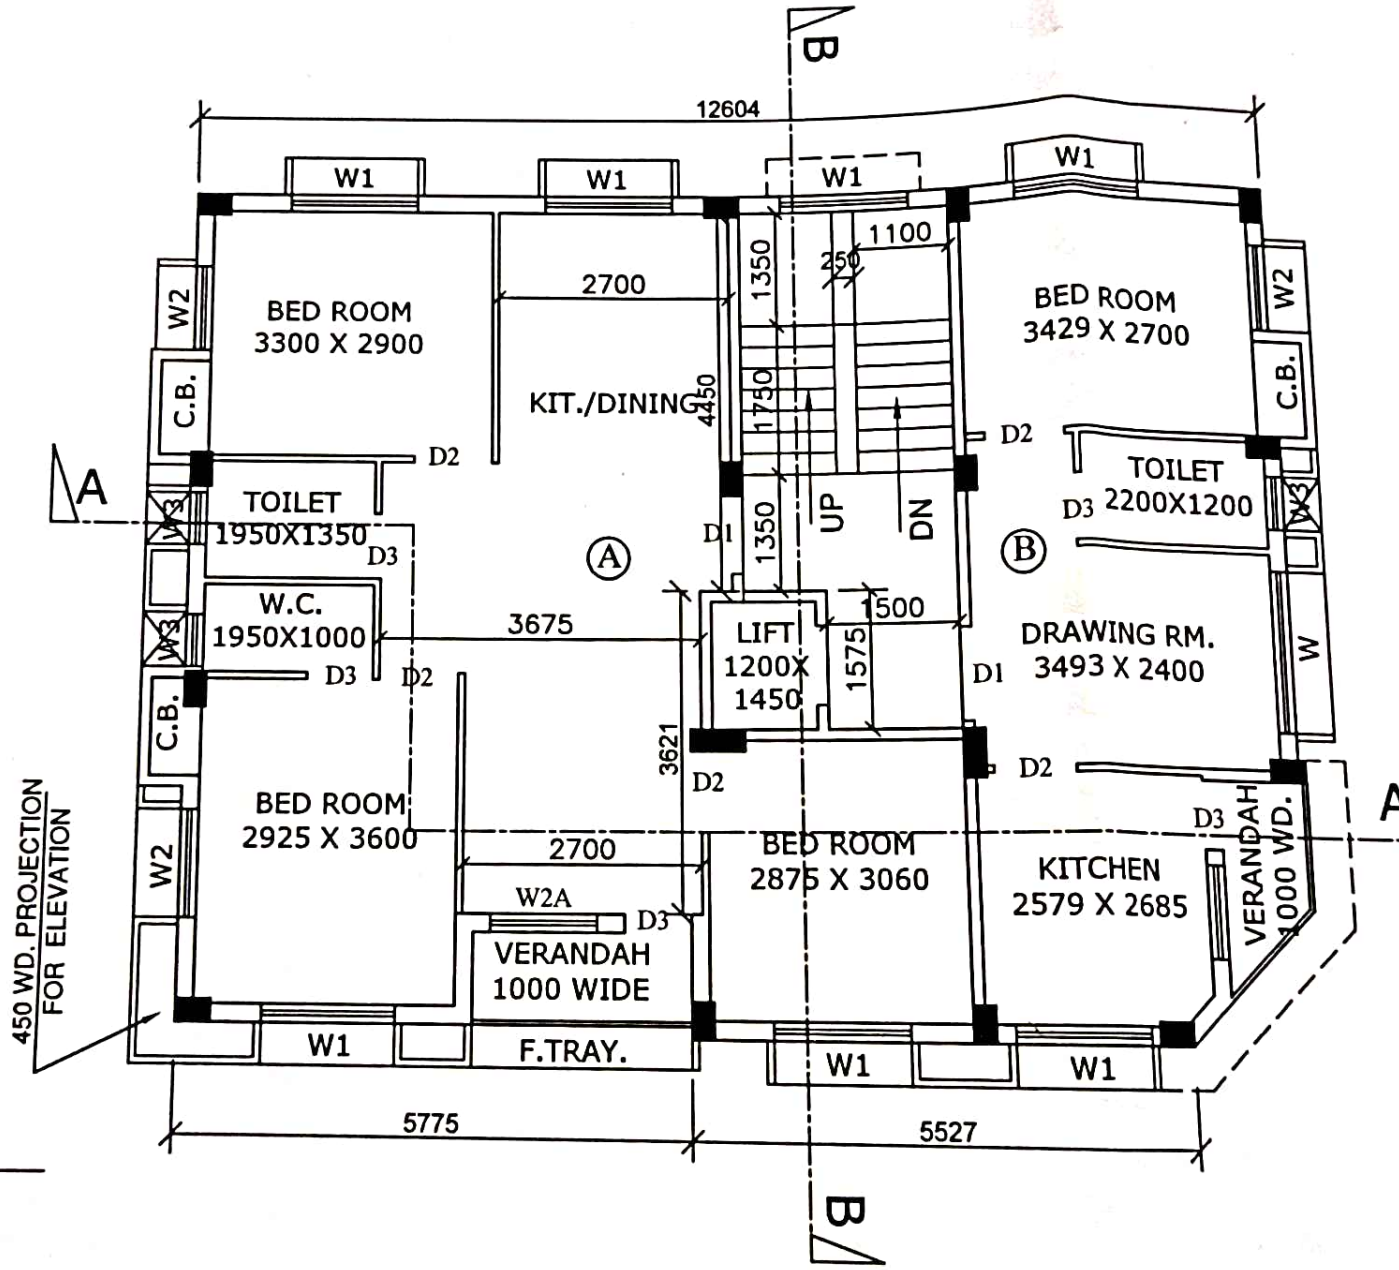 B
12604
W1
W1
W1
W1
1100
250
1350
2700
W2
BED ROOM
3300 X 2900
BED ROOM
3429 X 2700
W2
C.B.
KIT./DINING
4450
1750
C.B.
D2
D2
A
W3
TOILET
1950X1350
D3
D1
1350
UP
DN
TOILET
2200X1200
D3
W3
A
B
W.C.
1950X1000
W3
3675
LIFT
1200X
1450
1500
1575
DRAWING RM.
3493 X 2400
W
D3
D2
D1
C.B.
3621
D2
D2
450 WD. PROJECTION
FOR ELEVATION
BED ROOM
2925 X 3600
W2
2700
BED ROOM
2875 X 3060
KITCHEN
2579 X 2685
D3
VERANDAH
1000 WD.
A
W2A
D3
VERANDAH
1000 WIDE
W1
F.TRAY.
W1
W1
5775
5527
B